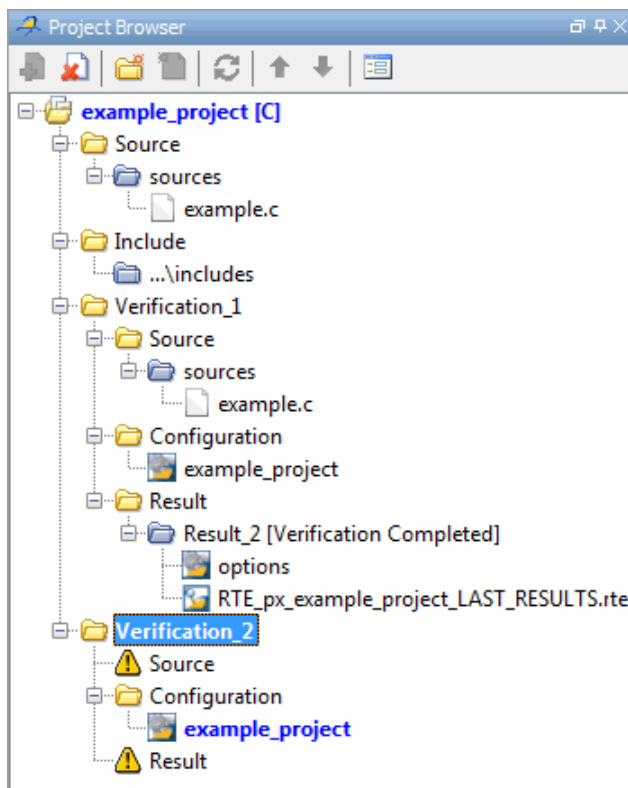 Project Browser
example_project [C]
Source
sources
example.c
Include
...\includes
Verification_1
Source
sources
example.c
Configuration
example_project
Result
Result_2 [Verification Completed]
options
RTE_px_example_project_LAST_RESULTS.rte
Verification_2
Source
Configuration
example_project
Result